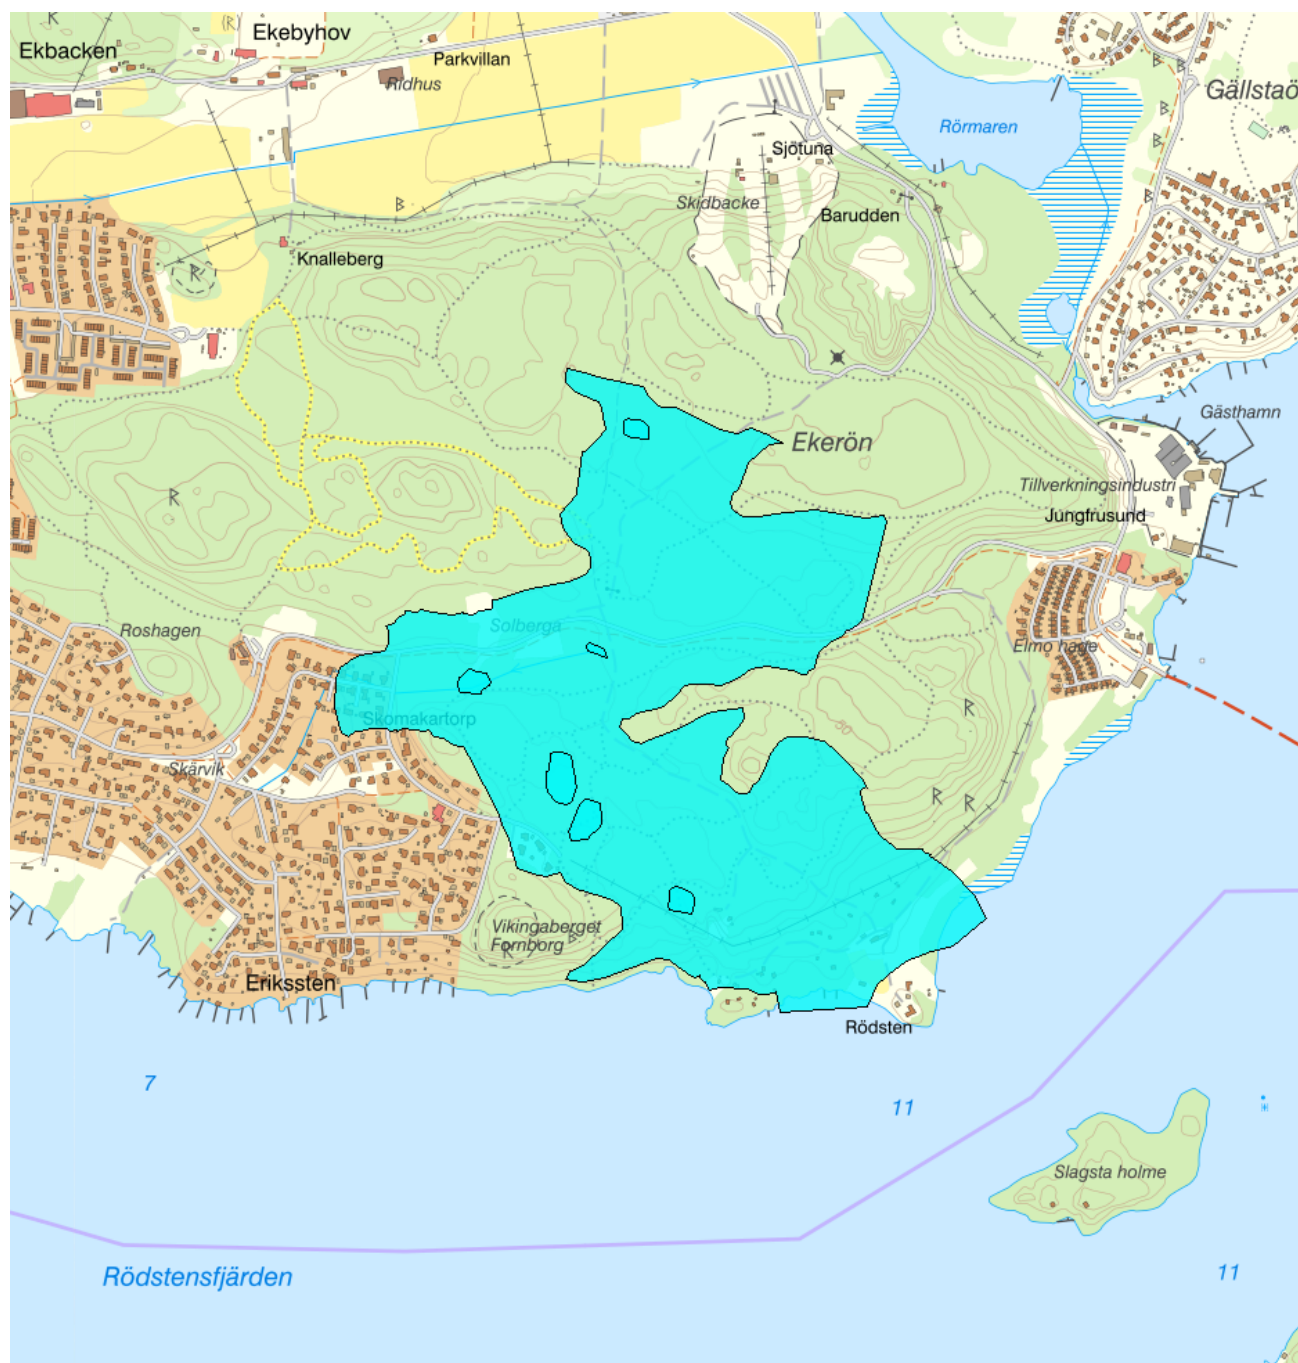 Ekebyhov
Ekbacken
Parkvillan
Ridhus
Gällstaö
Rörmaren
Sjötuna
Skidbacke
Barudden
Knalleberg
Gästhamn
Ekerön
Tillverkningsindustri
Jungfrusund
Solberga
Roshagen
Elmo hage
Skomakartorp
50
Skärvik
Vikingaberget
Fornborg
Erikssten
Rödsten
7
11
Slagsta holme
Rödstensfjärden
11